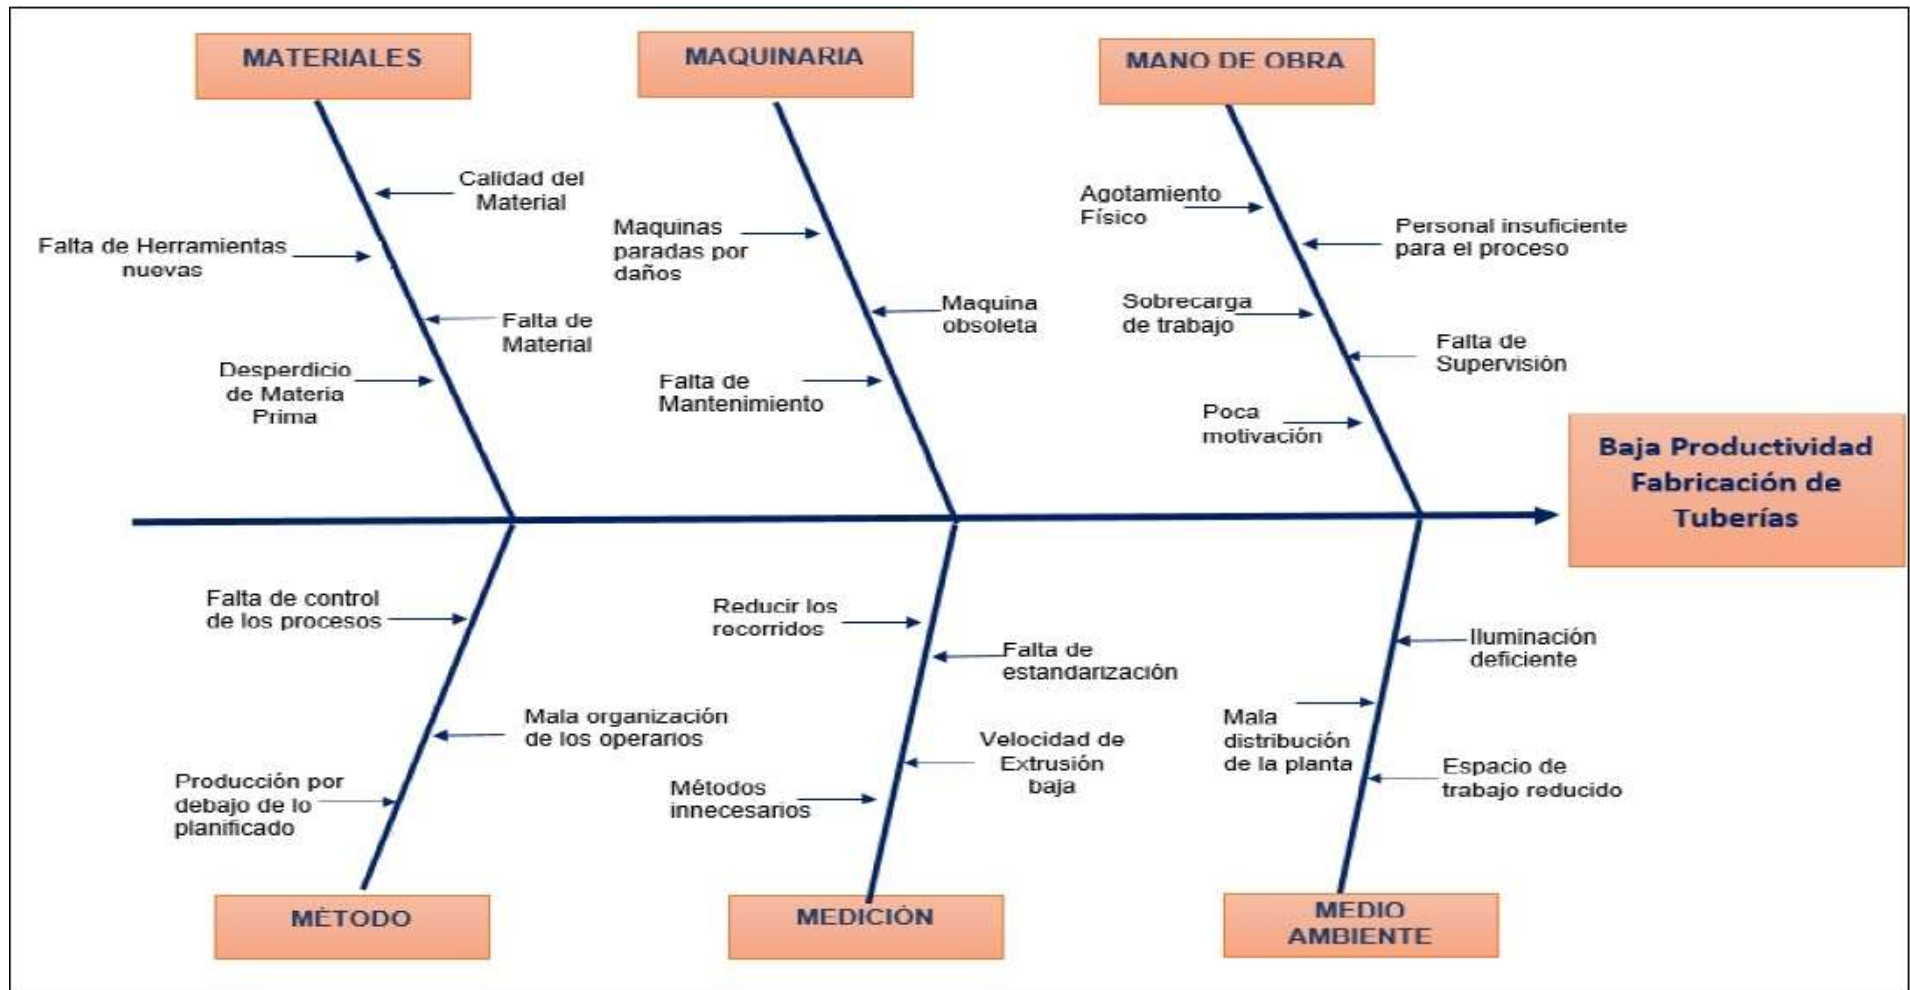 MATERIALES
MAQUINARIA
MANO DE OBRA
Calidad del
Material
Falta de Herramientas
nuevas
Falta de
Material
Desperdicio
de Materia
Prima
Maquinas
paradas por
daños
Maquina
obsoleta
Falta de
Mantenimiento
Agotamiento
Físico
Personal insuficiente
para el proceso
Sobrecarga
de trabajo
Falta de
Supervisión
Poca
motivación
Baja Productividad
Fabricación de
Tuberías
Falta de control
de los procesos
Mala organización
de los operarios
Producción por
debajo de lo
planificado
Reducir los
recorridos
Falta de
estandarización
Velocidad de
Extrusión
baja
Métodos
innecesarios
Iluminación
deficiente
Mala
distribución
de la planta
Espacio de
trabajo reducido
MÉTODO
MEDICIÓN
MEDIO
AMBIENTE